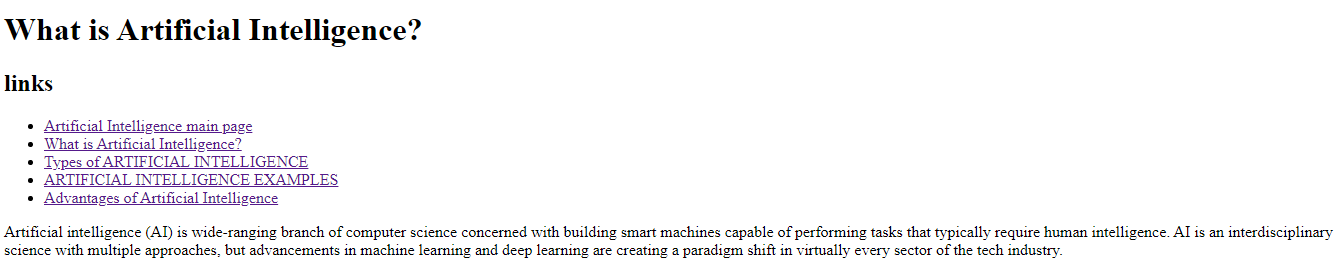 What is Artificial Intelligence?
links
Artificial Intelligence main page
What is Artificial Intelligence?
Types of ARTIFICIAL INTELLIGENCE
ARTIFICIAL INTELLIGENCE EXAMPLES
Advantages of Artificial Intelligence
Artificial intelligence (AI) is wide-ranging branch of computer science concerned with building smart machines capable of performing tasks that typically require human intelligence. AI is an interdisciplinary
science with multiple approaches, but advancements in machine learning and deep learning are creating a paradigm shift in virtually every sector of the tech industry.